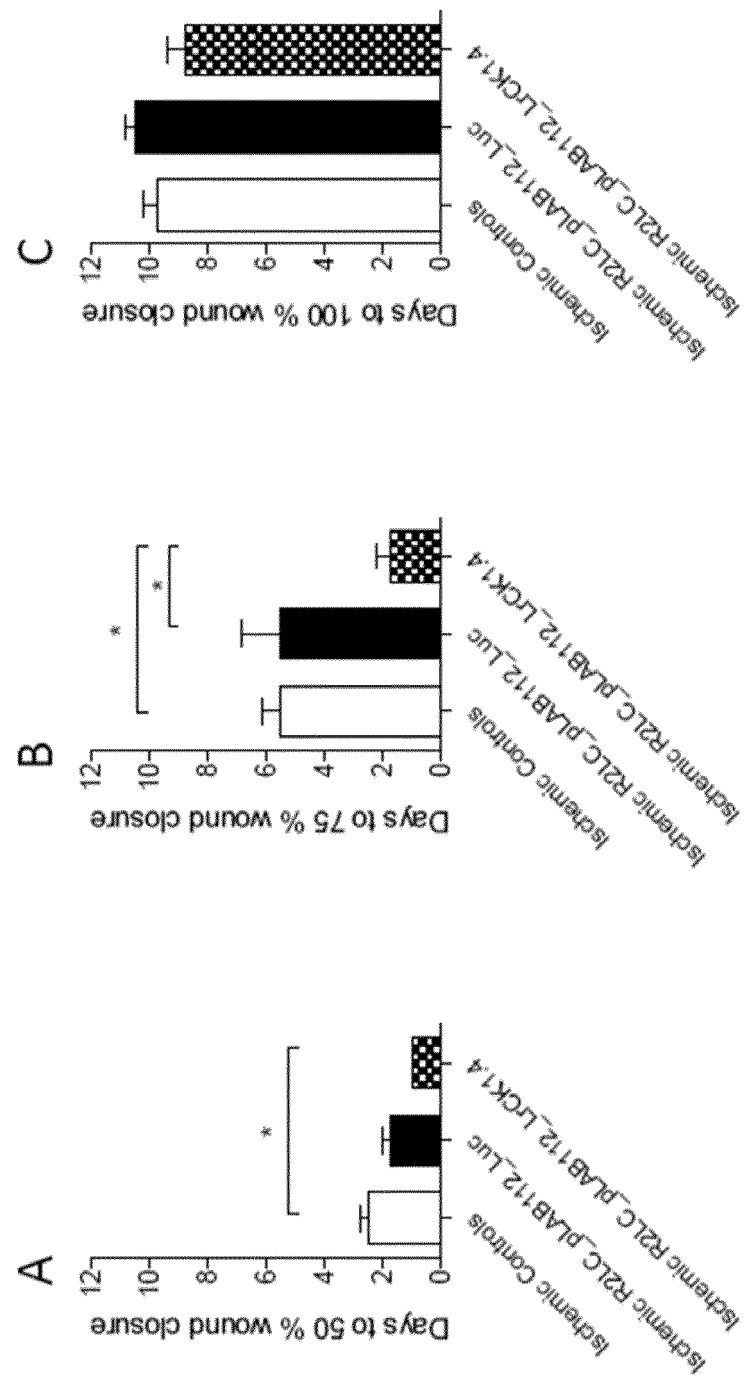 A
Days to 50 % wound closure
12
10
8
6
4
2
0
*
Ischemic Controls
Ischemic R2LC_pLAB112_Luc
Ischemic R2LC_pLAB112_LrCK1.4
B
Days to 75 % wound closure
12
10
8
6
4
2
0
*
*
Ischemic Controls
Ischemic R2LC_pLAB112_Luc
Ischemic R2LC_pLAB112_LrCK1.4
C
Days to 100 % wound closure
12
10
8
6
4
2
0
Ischemic Controls
Ischemic R2LC_pLAB112_Luc
Ischemic R2LC_pLAB112_LrCK1.4